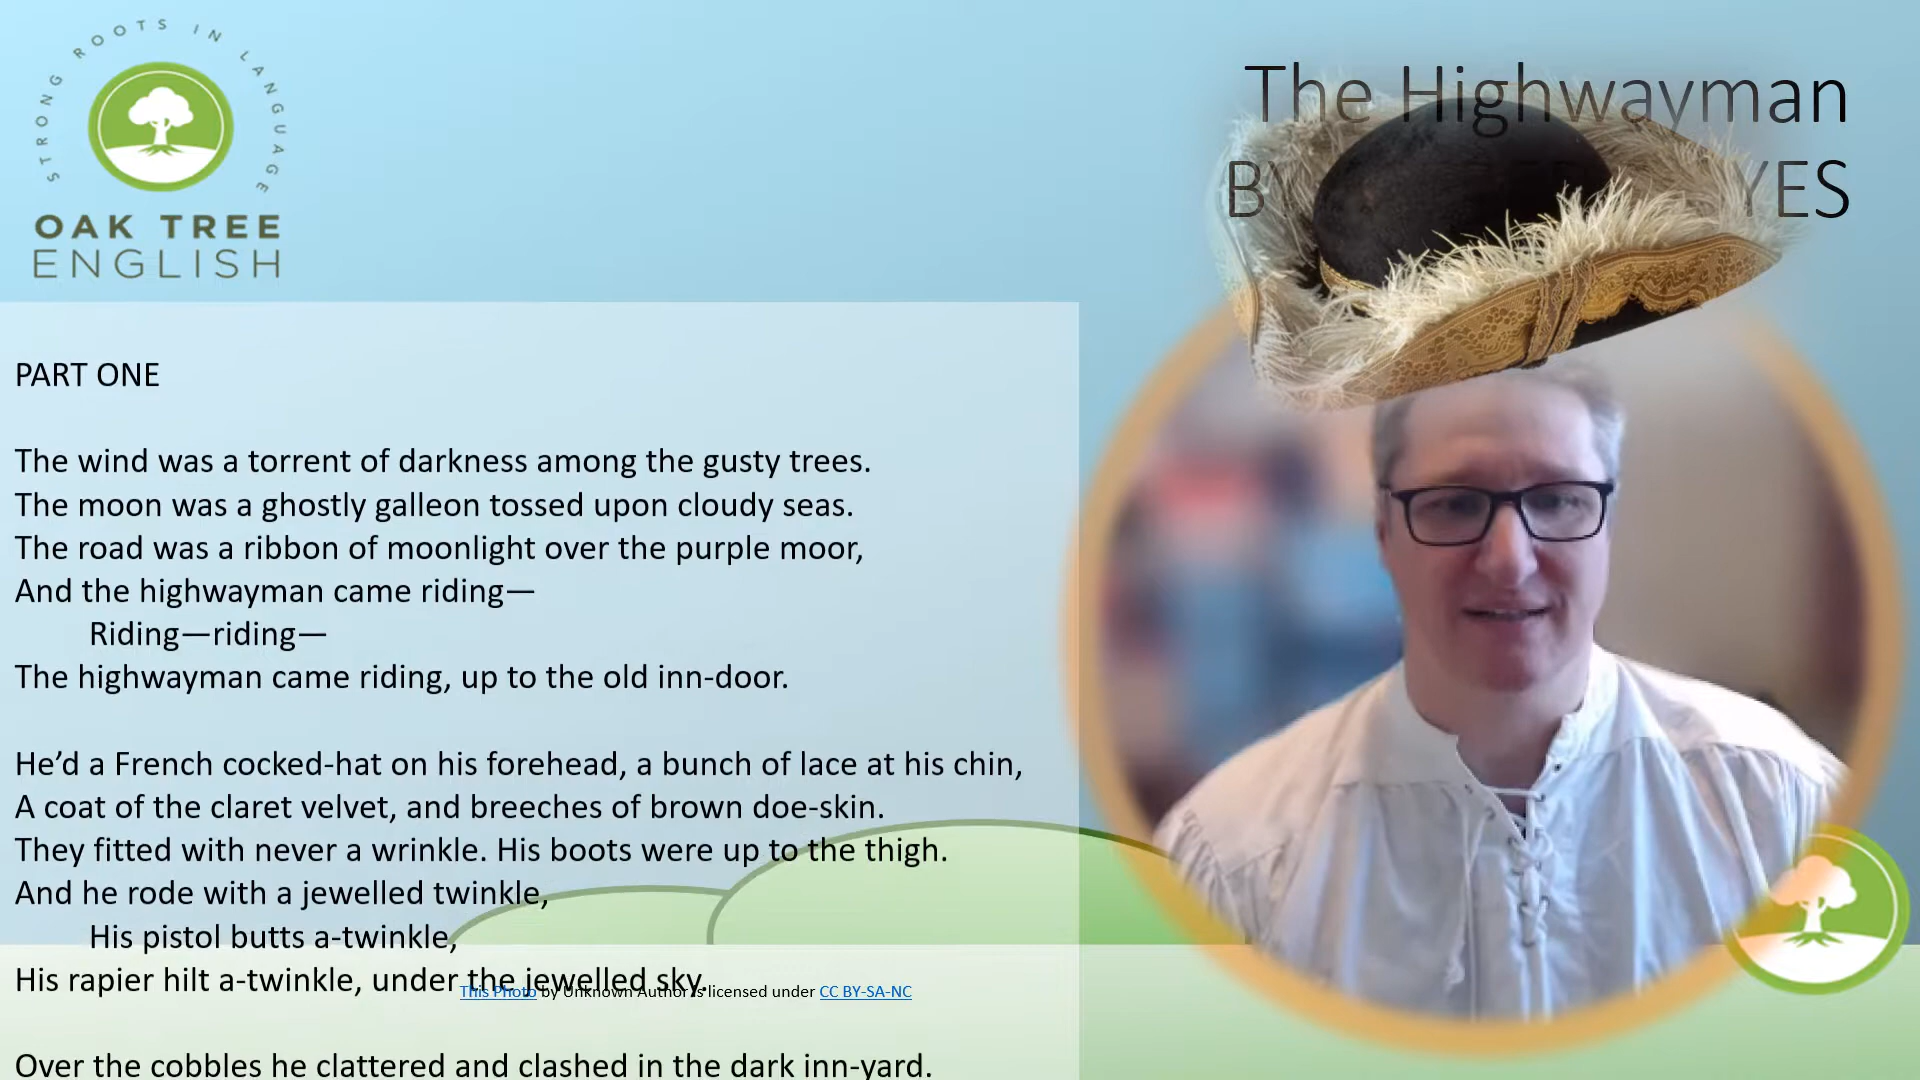 STRONG ROOTS IN LANGUAGE
OAK TREE
ENGLISH
The Highwayman
BY YES
PART ONE
The wind was a torrent of darkness among the gusty trees.
The moon was a ghostly galleon tossed upon cloudy seas.
The road was a ribbon of moonlight over the purple moor,
And the highwayman came riding—
Riding—riding—
The highwayman came riding, up to the old inn-door.
He’d a French cocked-hat on his forehead, a bunch of lace at his chin,
A coat of the claret velvet, and breeches of brown doe-skin.
They fitted with never a wrinkle. His boots were up to the thigh.
And he rode with a jewelled twinkle,
His pistol butts a-twinkle,
His rapier hilt a-twinkle, under the jewelled sky.
This Photo by Unknown Author is licensed under CC BY-SA-NC
Over the cobbles he clattered and clashed in the dark inn-yard.